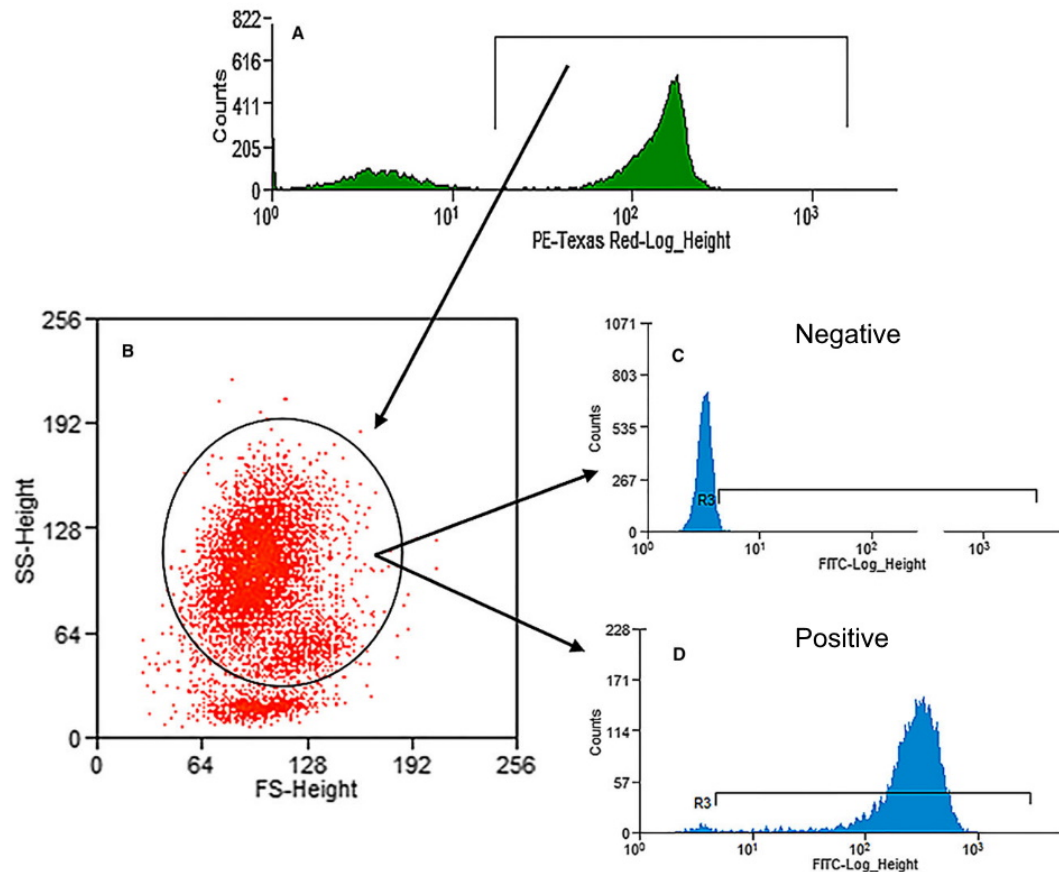 A
822
616
411
205
0
Counts
10⁰ 10¹ 10² 10³
PE-Texas Red-Log_Height
B
256
192
128
64
0
SS-Height
0 64 128 192 256
FS-Height
Negative
C
1071
803
535
267
0
Counts
R3
10⁰ 10¹ 10² 10³
FITC-Log_Height
Positive
D
228
171
114
57
0
Counts
R3
10⁰ 10¹ 10² 10³
FITC-Log_Height